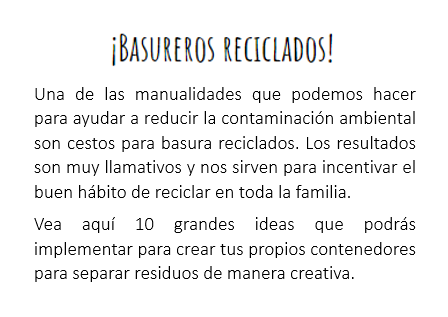 ¡BASUREROS RECICLADOS!
Una de las manualidades que podemos hacer
para ayudar a reducir la contaminación ambiental
son cestos para basura reciclados. Los resultados
son muy llamativos y nos sirven para incentivar el
buen hábito de reciclar en toda la familia.
Vea aquí 10 grandes ideas que podrás
implementar para crear tus propios contenedores
para separar residuos de manera creativa.